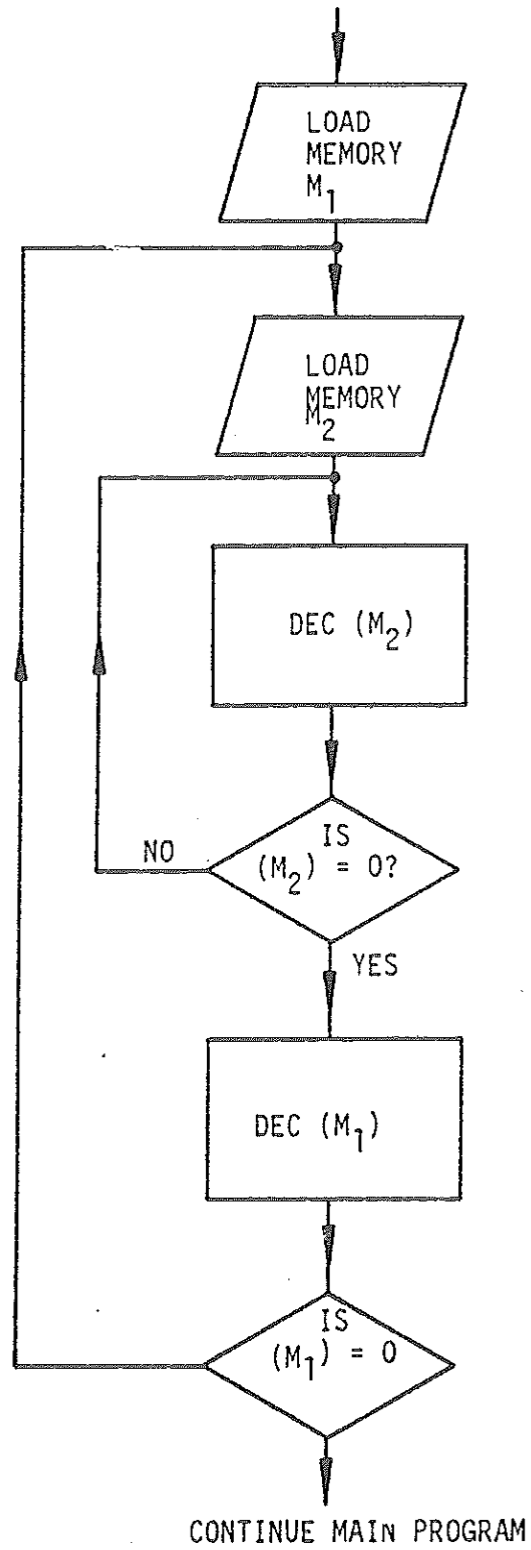 LOAD
MEMORY
M1
LOAD
MEMORY
M2
DEC (M2)
IS
(M2) = 0?
NO
YES
DEC (M1)
IS
(M1) = 0
CONTINUE MAIN PROGRAM